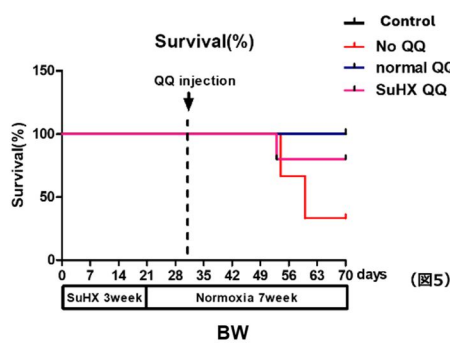 Control
No QQ
normal QQ
SuHX QQ
Survival(%)
QQ injection
Survival(%)
150
100
50
0
0 7 14 21 28 35 42 49 56 63 70 days
SuHX 3week
Normoxia 7week
(図5)
BW